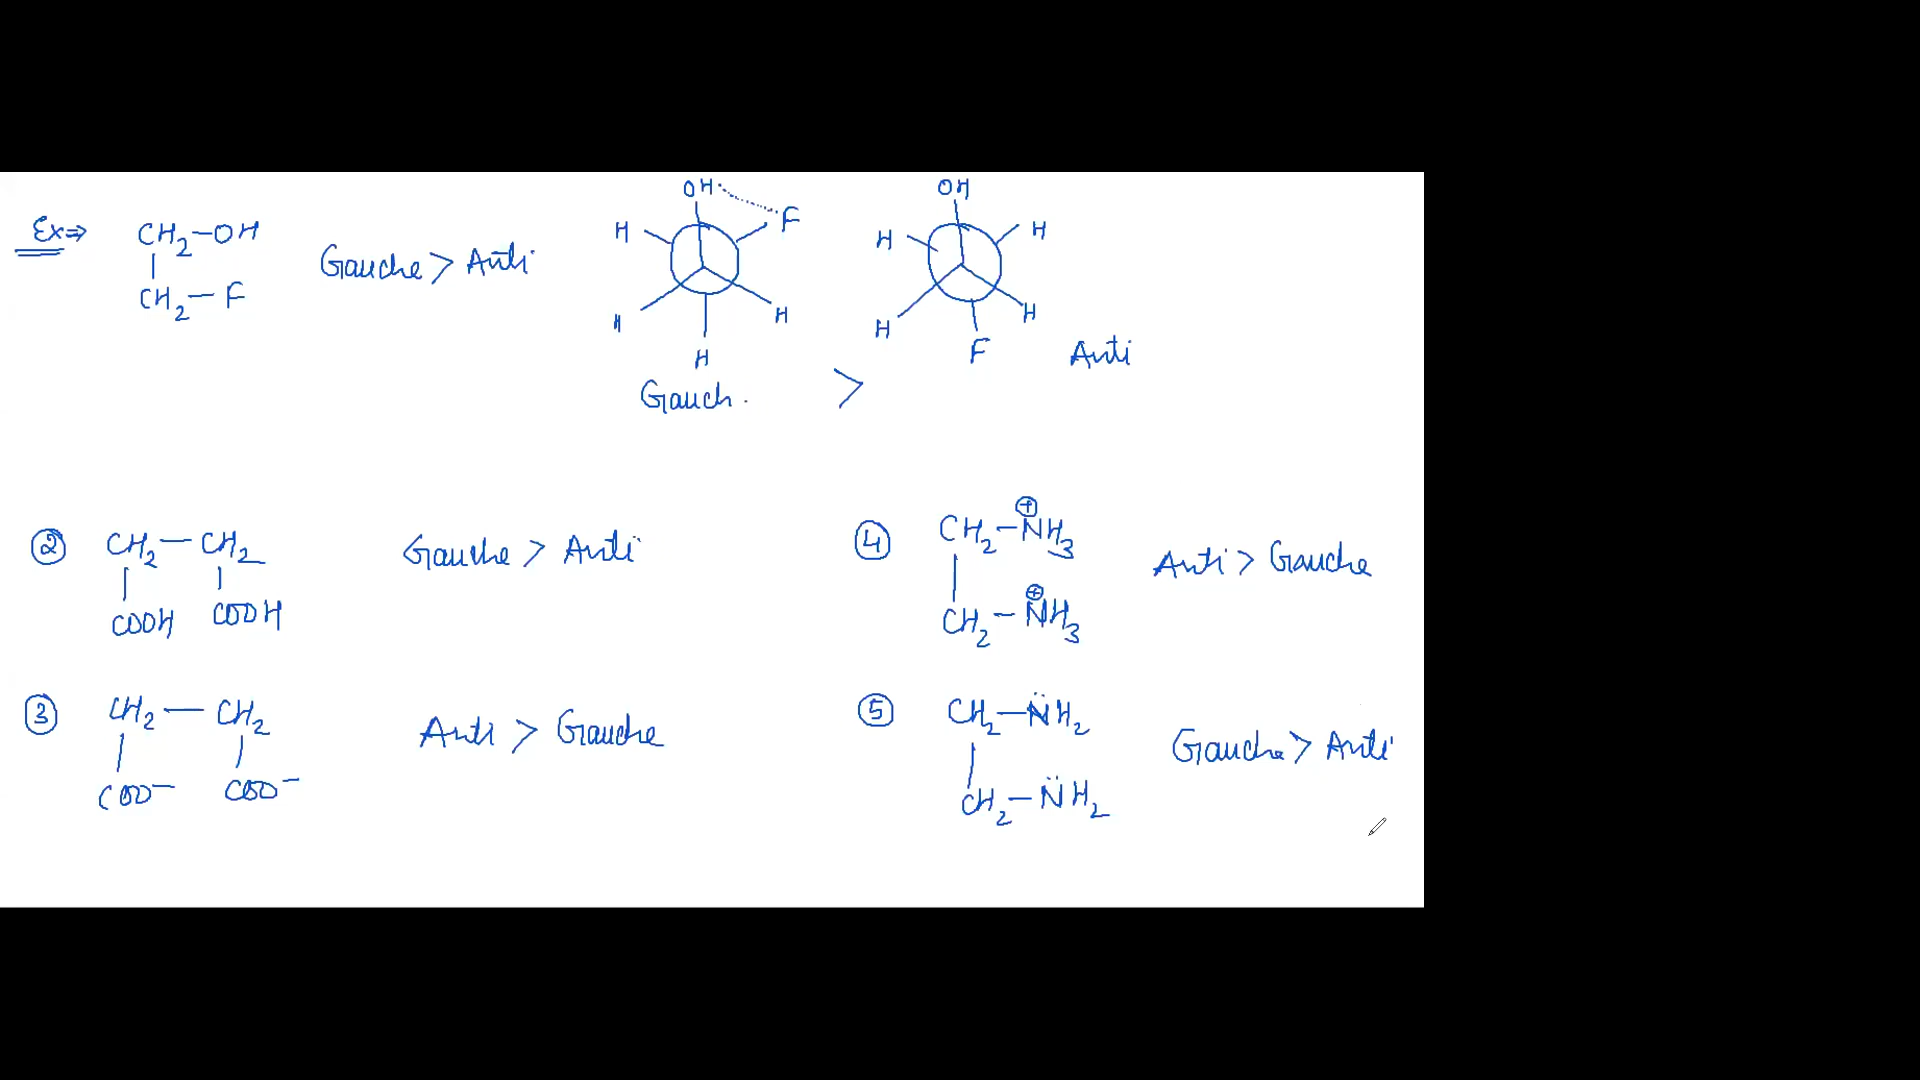 Ex⇒ CH₂–OH
CH₂–F
Gauche > Anti
OH
H F
H H
H
Gauch.
>
OH
H H
H H
F
Anti
② CH₂–CH₂
COOH COOH
Gauche > Anti
③ CH₂–CH₂
COO⁻ COO⁻
Anti > Gauche
④ CH₂–N⊕H₃
CH₂–N⊕H₃
Anti > Gauche
⑤ CH₂–N̈H₂
CH₂–N̈H₂
Gauche > Anti